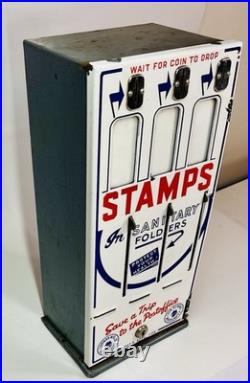 WAIT FOR COIN TO DROP
STAMPS
In SANITARY
FOLDERS
Save a Trip
to the Postoffice